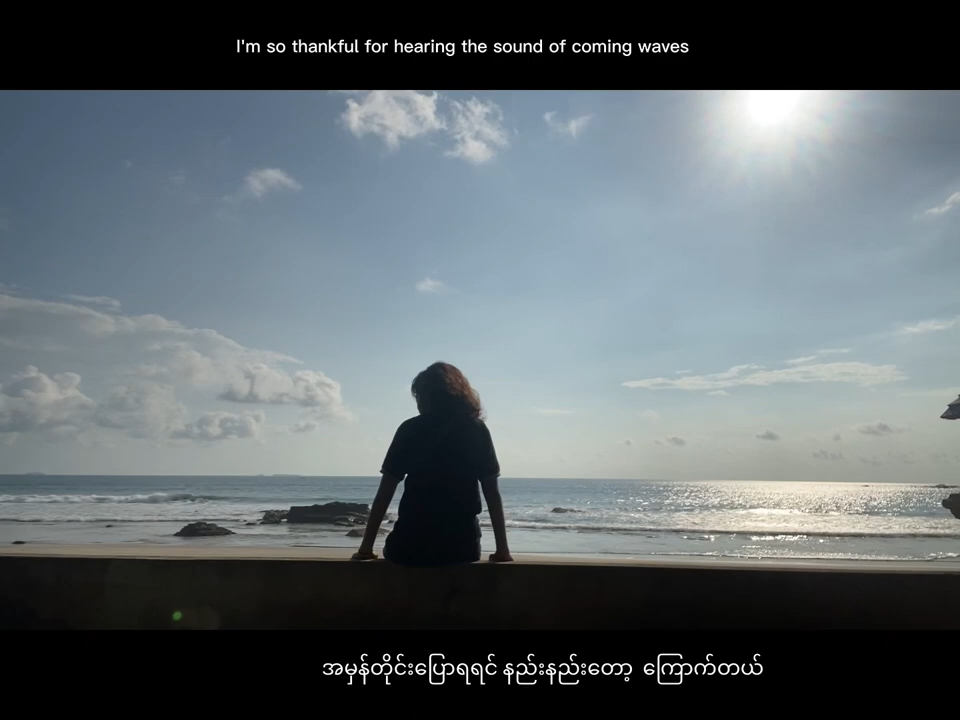 I'm so thankful for hearing the sound of coming waves
အမှန်တိုင်းပြောရရင် နည်းနည်းတော့ ကြောက်တယ်